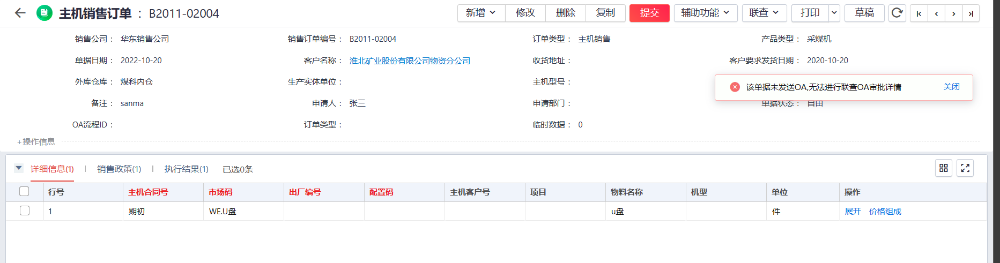 主机销售订单 ： B2011-02004 新增 修改 删除 复制 提交 辅助功能 联查 打印 草稿
销售公司： 华东销售公司 销售订单编号： B2011-02004 订单类型： 主机销售 产品类型： 采煤机
单据日期： 2022-10-20 客户名称： 淮北矿业股份有限公司物资分公司 收货地址： 客户要求发货日期： 2020-10-20
外库仓库： 煤科内仓 生产实体单位： 主机型号：
该单据未发送OA,无法进行联查OA审批详情 关闭
备注： sanma 申请人： 张三 申请部门： 单据状态： 自由
OA流程ID： 订单类型： 临时数据： 0
+操作信息
详细信息(1) 销售政策(1) 执行结果(1) 已选0条
行号 主机合同号 市场码 出厂编号 配置码 主机客户号 项目 物料名称 机型 单位 操作
1 期初 WE.U盘 u盘 件 展开 价格组成